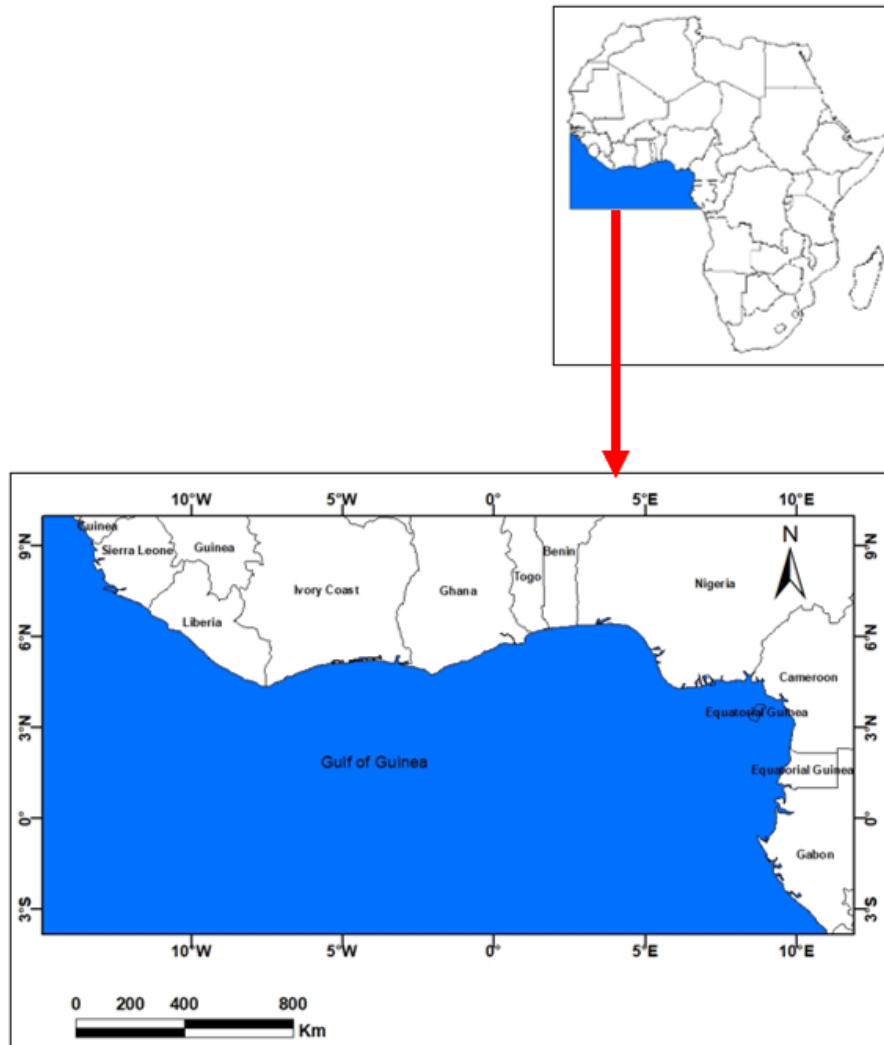 10°W 5°W 0° 5°E 10°E
N
9°N
9°N
Guinea
Sierra Leone
Guinea
Benin
Togo
Ivory Coast
Ghana
Nigeria
Liberia
6°N
6°N
Cameroon
Equatorial Guinea
3°N
3°N
Gulf of Guinea
Equatorial Guinea
0°
0°
Gabon
3°S
3°S
10°W 5°W 0° 5°E 10°E
0 200 400 800
Km